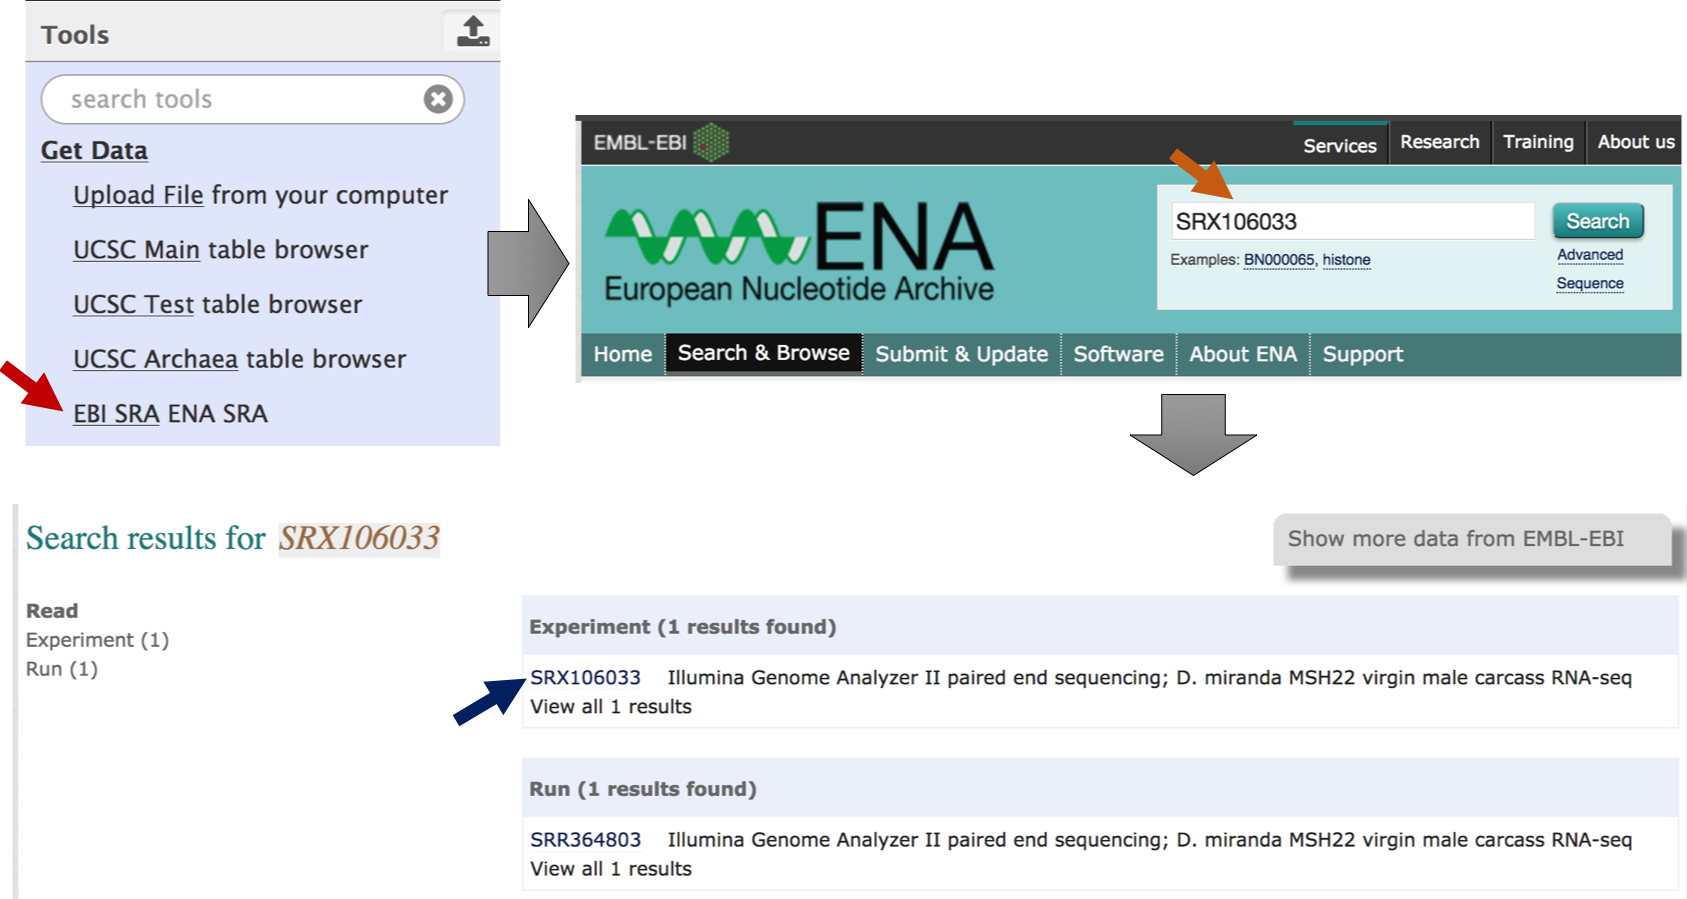 Tools
search tools
Get Data
Upload File from your computer
UCSC Main table browser
UCSC Test table browser
UCSC Archaea table browser
EBI SRA ENA SRA
EMBL-EBI
Services
Research
Training
About us
ENA
European Nucleotide Archive
SRX106033
Search
Examples: BN000065, histone
Advanced
Sequence
Home
Search & Browse
Submit & Update
Software
About ENA
Support
Search results for SRX106033
Show more data from EMBL-EBI
Read
Experiment (1)
Run (1)
Experiment (1 results found)
SRX106033 Illumina Genome Analyzer II paired end sequencing; D. miranda MSH22 virgin male carcass RNA-seq
View all 1 results
Run (1 results found)
SRR364803 Illumina Genome Analyzer II paired end sequencing; D. miranda MSH22 virgin male carcass RNA-seq
View all 1 results